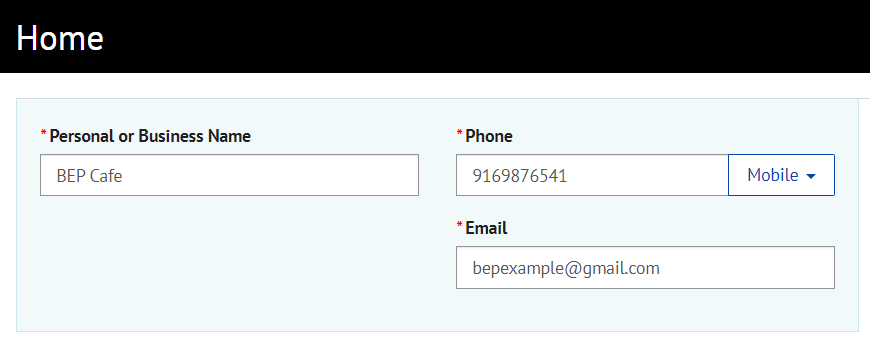 Home
* Personal or Business Name
BEP Cafe
* Phone
9169876541
Mobile
* Email
bepexample@gmail.com